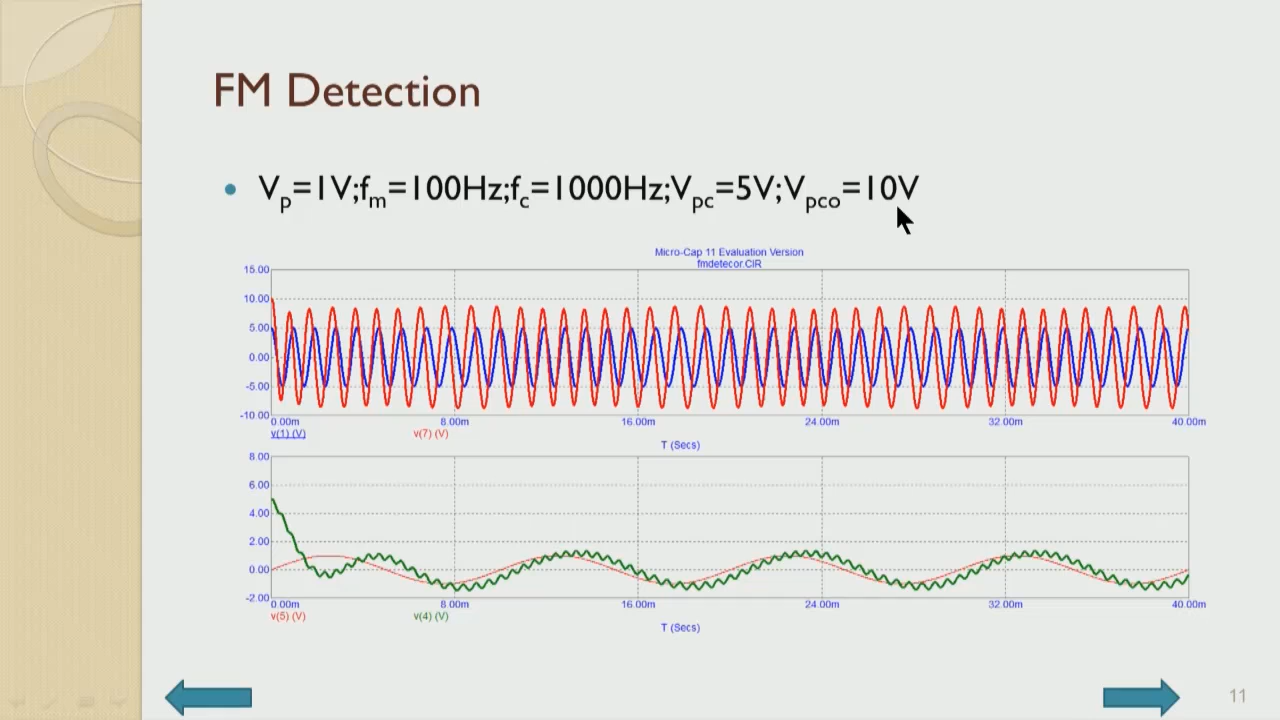 FM Detection
• Vp=1V;fm=100Hz;fc=1000Hz;Vpc=5V;Vpco=10V
Micro-Cap 11 Evaluation Version
fmdetecor.CIR
15.00
10.00
5.00
0.00
-5.00
-10.00
0.00m 8.00m 16.00m 24.00m 32.00m 40.00m
v(1) (V) v(7) (V)
T (Secs)
8.00
6.00
4.00
2.00
0.00
-2.00
0.00m 8.00m 16.00m 24.00m 32.00m 40.00m
v(5) (V) v(4) (V)
T (Secs)
11